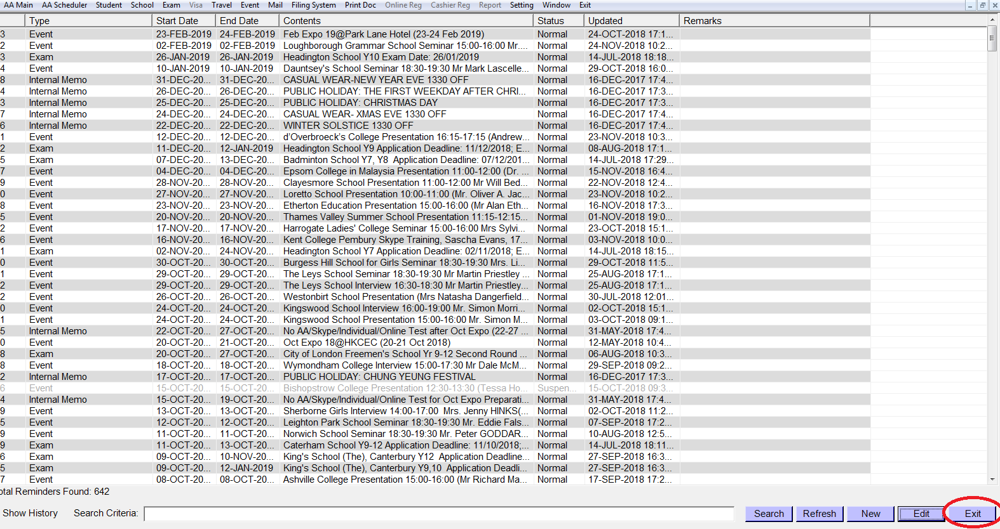 AA Main AA Scheduler Student School Exam Visa Travel Event Mail Filing System Print Doc Online Reg Cashier Reg Report Setting Window Exit
Type Start Date End Date Contents Status Updated Remarks
3 Event 23-FEB-2019 24-FEB-2019 Feb Expo 19@Park Lane Hotel (23-24 Feb 2019) Normal 24-OCT-2018 17:1...
2 Event 02-FEB-2019 02-FEB-2019 Loughborough Grammar School Seminar 15:00-16:00 Mr.... Normal 24-NOV-2018 10:2...
3 Exam 26-JAN-2019 26-JAN-2019 Headington School Y10 Exam Date: 26/01/2019 Normal 14-JUL-2018 18:18...
4 Event 10-JAN-2019 10-JAN-2019 Dauntsey's School Seminar 18:30-19:30 Mr Mark Lascelle... Normal 29-OCT-2018 16:0...
8 Internal Memo 31-DEC-20... 31-DEC-20... CASUAL WEAR-NEW YEAR EVE 1330 OFF Normal 16-DEC-2017 17:4...
4 Internal Memo 26-DEC-20... 26-DEC-20... PUBLIC HOLIDAY: THE FIRST WEEKDAY AFTER CHRI... Normal 16-DEC-2017 17:3...
3 Internal Memo 25-DEC-20... 25-DEC-20... PUBLIC HOLIDAY: CHRISTMAS DAY Normal 16-DEC-2017 17:3...
7 Internal Memo 24-DEC-20... 24-DEC-20... CASUAL WEAR- XMAS EVE 1330 OFF Normal 16-DEC-2017 17:4...
6 Internal Memo 22-DEC-20... 22-DEC-20... WINTER SOLSTICE 1330 OFF Normal 16-DEC-2017 17:4...
1 Event 12-DEC-20... 12-DEC-20... d'Overbroeck's College Presentation 16:15-17:15 (Andrew... Normal 23-NOV-2018 10:3...
2 Exam 11-DEC-20... 12-JAN-2019 Headington School Y9 Application Deadline: 11/12/2018; E... Normal 08-AUG-2018 17:1...
5 Exam 07-DEC-20... 13-DEC-20... Badminton School Y7, Y8 Application Deadline: 07/12/201... Normal 14-JUL-2018 17:29...
7 Event 04-DEC-20... 04-DEC-20... Epsom College in Malaysia Presentation 11:00-12:00 (Dr. ... Normal 15-NOV-2018 16:4...
9 Event 28-NOV-20... 28-NOV-20... Clayesmore School Presentation 11:00-12:00 Mr Will Bed... Normal 22-NOV-2018 12:4...
0 Event 27-NOV-20... 27-NOV-20... Loretto School Presentation 10:00-11:00 (Mr. Oliver A. Jac... Normal 23-NOV-2018 10:2...
8 Event 23-NOV-20... 23-NOV-20... Etherton Education Presentation 15:00-16:00 (Mr Alan Eth... Normal 16-NOV-2018 17:3...
5 Event 20-NOV-20... 20-NOV-20... Thames Valley Summer School Presentation 11:15-12:15... Normal 01-NOV-2018 19:0...
2 Event 17-NOV-20... 17-NOV-20... Harrogate Ladies' College Seminar 15:00-16:00 Mrs Sylvi... Normal 23-OCT-2018 15:1...
6 Event 16-NOV-20... 16-NOV-20... Kent College Pembury Skype Training, Sascha Evans, 17... Normal 03-NOV-2018 10:0...
1 Exam 02-NOV-20... 24-NOV-20... Headington School Y7 Application Deadline: 02/11/2018; E... Normal 14-JUL-2018 18:15...
0 Event 30-OCT-20... 30-OCT-20... Burgess Hill School for Girls Seminar 18:30-19:30 Mrs. Li... Normal 29-OCT-2018 11:5...
1 Event 29-OCT-20... 29-OCT-20... The Leys School Seminar 18:30-19:30 Mr Martin Priestley ... Normal 25-AUG-2018 17:1...
2 Event 29-OCT-20... 29-OCT-20... The Leys School Interview 16:30-18:30 Mr Martin Priestley... Normal 25-AUG-2018 17:1...
2 Event 26-OCT-20... 26-OCT-20... Westonbirt School Presentation (Mrs Natasha Dangerfield... Normal 30-JUL-2018 12:01...
0 Event 24-OCT-20... 24-OCT-20... Kingswood School Interview 16:00-19:00 Mr. Simon Morri... Normal 02-OCT-2018 15:1...
1 Event 24-OCT-20... 24-OCT-20... Kingswood School Presentation 15:00-16:00 Mr. Simon M... Normal 03-OCT-2018 09:1...
5 Internal Memo 22-OCT-20... 27-OCT-20... No AA/Skype/Individual/Online Test after Oct Expo (22-27 ... Normal 31-MAY-2018 17:4...
0 Event 20-OCT-20... 21-OCT-20... Oct Expo 18@HKCEC (20-21 Oct 2018) Normal 12-MAY-2018 10:4...
8 Exam 20-OCT-20... 27-OCT-20... City of London Freemen's School Yr 9-12 Second Round ... Normal 06-AUG-2018 10:3...
8 Event 18-OCT-20... 18-OCT-20... Wymondham College Interview 15:00-17:30 Mr Dale McM... Normal 29-SEP-2018 09:2...
2 Internal Memo 17-OCT-20... 17-OCT-20... PUBLIC HOLIDAY: CHUNG YEUNG FESTIVAL Normal 16-DEC-2017 17:3...
6 Event 15-OCT-20... 15-OCT-20... Bishopstrow College Presentation 12:30-13:30 (Tessa Ho... Suspen... 15-OCT-2018 09:3...
4 Internal Memo 15-OCT-20... 19-OCT-20... No AA/Skype/Individual/Online Test for Oct Expo Preparati... Normal 31-MAY-2018 17:4...
9 Event 13-OCT-20... 13-OCT-20... Sherborne Girls Interview 14:00-17:00 Mrs. Jenny HINKS(... Normal 02-OCT-2018 11:2...
5 Event 12-OCT-20... 12-OCT-20... Leighton Park School Seminar 18:30-19:30 Mr. Eddie Fals... Normal 07-SEP-2018 17:2...
9 Event 11-OCT-20... 11-OCT-20... Norwich School Seminar 18:30-19:30 Mr. Peter GODDAR... Normal 10-AUG-2018 12:5...
9 Exam 11-OCT-20... 13-OCT-20... Caterham School Y9-12 Application Deadline: 11/10/2018;... Normal 14-JUL-2018 18:11...
6 Exam 09-OCT-20... 10-NOV-20... King's School (The), Canterbury Y12 Application Deadline... Normal 27-SEP-2018 16:3...
5 Exam 09-OCT-20... 12-JAN-2019 King's School (The), Canterbury Y9,10 Application Deadli... Normal 27-SEP-2018 16:3...
7 Event 08-OCT-20... 08-OCT-20... Ashville College Presentation 15:00-16:00 (Mr Richard Ma... Normal 17-SEP-2018 17:2...
otal Reminders Found: 642
Show History Search Criteria: Search Refresh New Edit Exit